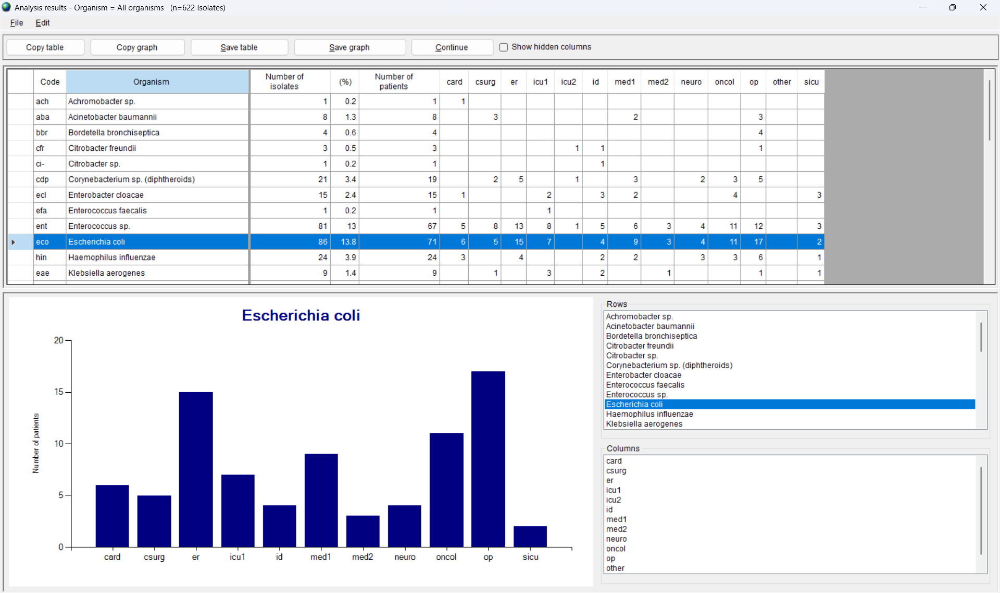 Analysis results - Organism = All organisms (n=622 Isolates)
File Edit
Copy table Copy graph Save table Save graph Continue Show hidden columns
Code Organism Number of isolates (%) Number of patients card csurg er icu1 icu2 id med1 med2 neuro oncol op other sicu
ach Achromobacter sp. 1 0.2 1 1
aba Acinetobacter baumannii 8 1.3 8 3 2 3
bbr Bordetella bronchiseptica 4 0.6 4 4
cfr Citrobacter freundii 3 0.5 3 1 1 1
ci- Citrobacter sp. 1 0.2 1 1
cdp Corynebacterium sp. (diphtheroids) 21 3.4 19 2 5 1 3 2 3 5
ecl Enterobacter cloacae 15 2.4 15 1 2 3 2 4 3
efa Enterococcus faecalis 1 0.2 1 1
ent Enterococcus sp. 81 13 67 5 8 13 8 1 5 6 3 4 11 12 3
eco Escherichia coli 86 13.8 71 6 5 15 7 4 9 3 4 11 17 2
hin Haemophilus influenzae 24 3.9 24 3 4 2 2 3 3 6 1
eae Klebsiella aerogenes 9 1.4 9 1 3 2 1 1 1
Escherichia coli
20
15
10
5
0
Number of patients
card csurg er icu1 id med1 med2 neuro oncol op sicu
Rows
Achromobacter sp.
Acinetobacter baumannii
Bordetella bronchiseptica
Citrobacter freundii
Citrobacter sp.
Corynebacterium sp. (diphtheroids)
Enterobacter cloacae
Enterococcus faecalis
Enterococcus sp.
Escherichia coli
Haemophilus influenzae
Klebsiella aerogenes
Columns
card
csurg
er
icu1
icu2
id
med1
med2
neuro
oncol
op
other